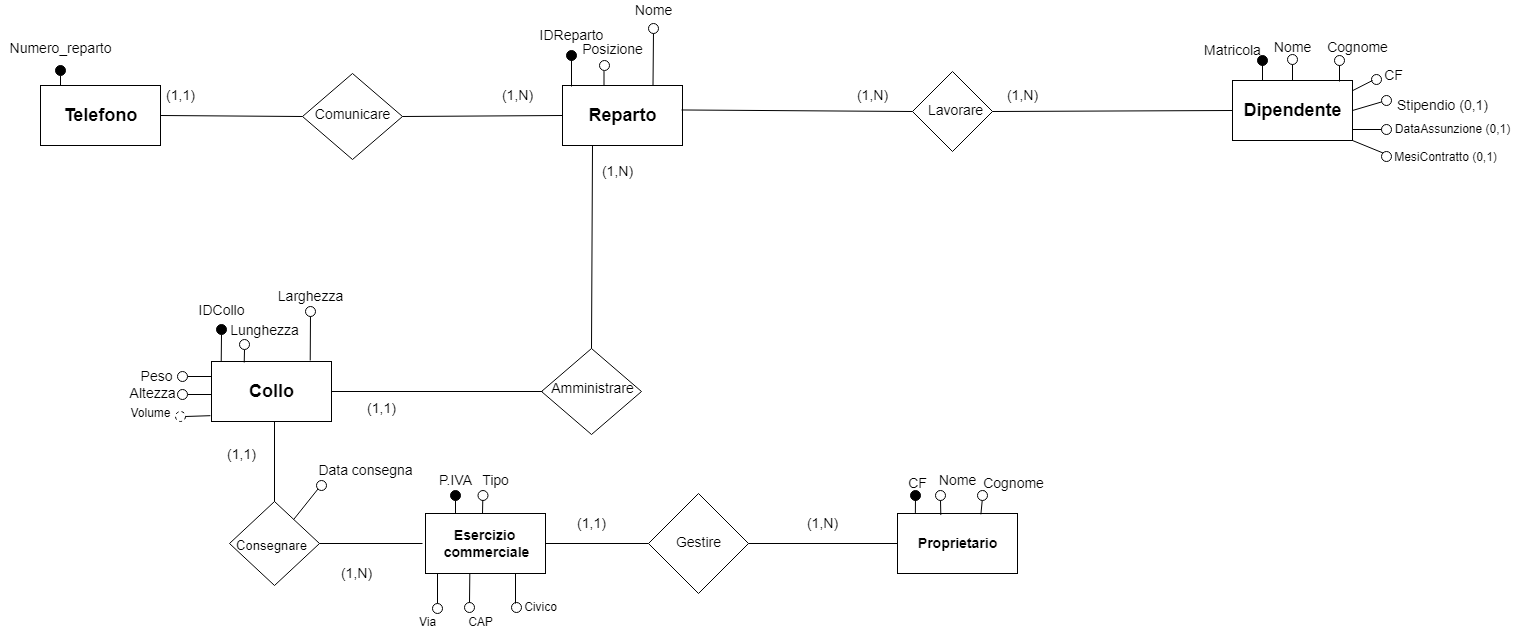 Nome
IDReparto
Posizione
Numero_reparto
Matricola
Nome
Cognome
CF
Stipendio (0,1)
DataAssunzione (0,1)
MesiContratto (0,1)
Telefono
(1,1)
Comunicare
(1,N)
Reparto
(1,N)
Lavorare
(1,N)
Dipendente
(1,N)
Larghezza
IDCollo
Lunghezza
Peso
Altezza
Volume
Collo
(1,1)
Amministrare
(1,1)
Data consegna
Consegnare
(1,N)
P.IVA
Tipo
Esercizio
commerciale
Via
CAP
Civico
(1,1)
Gestire
(1,N)
CF
Nome
Cognome
Proprietario